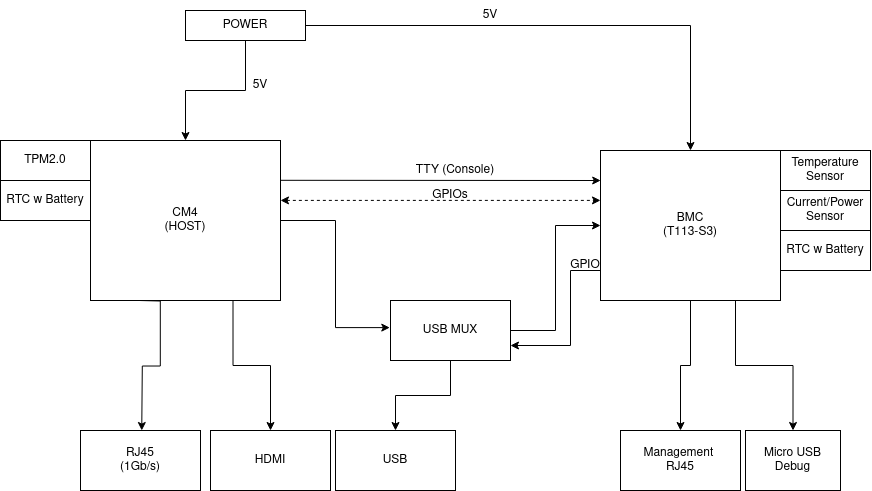 POWER
5V
5V
TPM2.0
RTC w Battery
CM4
(HOST)
TTY (Console)
GPIOs
BMC
(T113-S3)
Temperature
Sensor
Current/Power
Sensor
RTC w Battery
GPIO
USB MUX
RJ45
(1Gb/s)
HDMI
USB
Management
RJ45
Micro USB
Debug